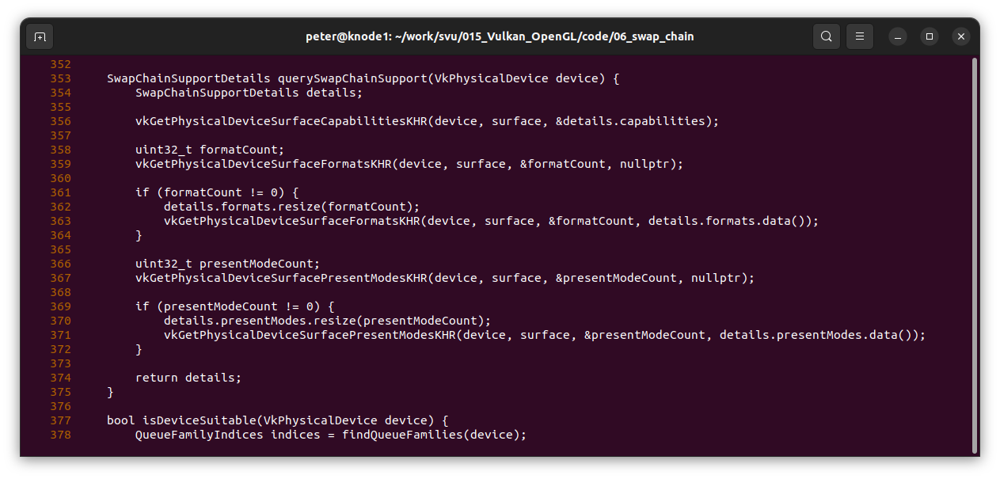 peter@knode1: ~/work/svu/015_Vulkan_OpenGL/code/06_swap_chain
352
353     SwapChainSupportDetails querySwapChainSupport(VkPhysicalDevice device) {
354         SwapChainSupportDetails details;
355
356         vkGetPhysicalDeviceSurfaceCapabilitiesKHR(device, surface, &details.capabilities);
357
358         uint32_t formatCount;
359         vkGetPhysicalDeviceSurfaceFormatsKHR(device, surface, &formatCount, nullptr);
360
361         if (formatCount != 0) {
362             details.formats.resize(formatCount);
363             vkGetPhysicalDeviceSurfaceFormatsKHR(device, surface, &formatCount, details.formats.data());
364         }
365
366         uint32_t presentModeCount;
367         vkGetPhysicalDeviceSurfacePresentModesKHR(device, surface, &presentModeCount, nullptr);
368
369         if (presentModeCount != 0) {
370             details.presentModes.resize(presentModeCount);
371             vkGetPhysicalDeviceSurfacePresentModesKHR(device, surface, &presentModeCount, details.presentModes.data());
372         }
373
374         return details;
375     }
376
377     bool isDeviceSuitable(VkPhysicalDevice device) {
378         QueueFamilyIndices indices = findQueueFamilies(device);